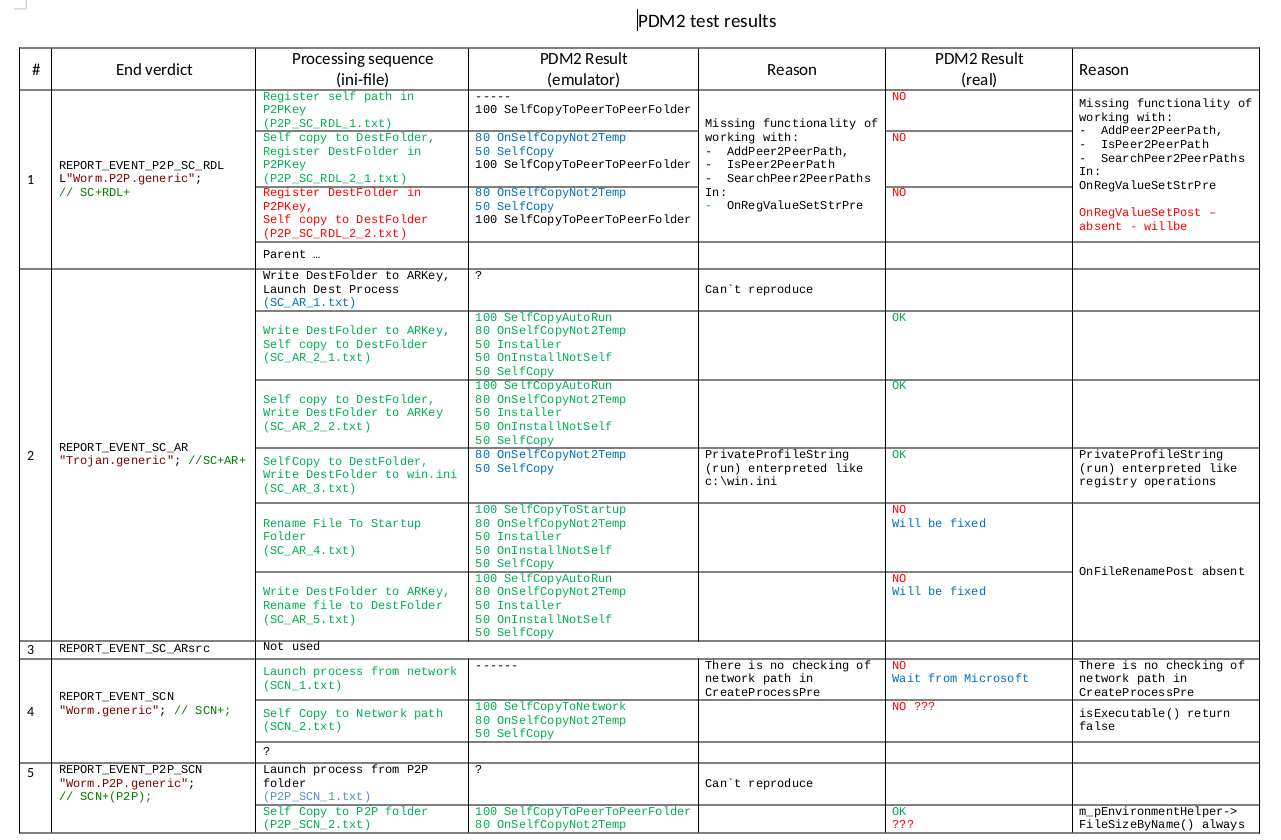 PDM2 test results
#
End verdict
Processing sequence
(ini-file)
PDM2 Result
(emulator)
Reason
PDM2 Result
(real)
Reason
1
REPORT_EVENT_P2P_SC_RDL
L"Worm.P2P.generic";
// SC+RDL+
Register self path in
P2PKey
(P2P_SC_RDL_1.txt)
-----
100 SelfCopyToPeerToPeerFolder
Missing functionality of
working with:
- AddPeer2PeerPath,
- IsPeer2PeerPath
- SearchPeer2PeerPaths
In:
- OnRegValueSetStrPre
NO
Missing functionality of
working with:
- AddPeer2PeerPath,
- IsPeer2PeerPath
- SearchPeer2PeerPaths
In:
OnRegValueSetStrPre
OnRegValueSetPost –
absent - willbe
Self copy to DestFolder,
Register DestFolder in
P2PKey
(P2P_SC_RDL_2_1.txt)
80 OnSelfCopyNot2Temp
50 SelfCopy
100 SelfCopyToPeerToPeerFolder
NO
Register DestFolder in
P2PKey,
Self copy to DestFolder
(P2P_SC_RDL_2_2.txt)
80 OnSelfCopyNot2Temp
50 SelfCopy
100 SelfCopyToPeerToPeerFolder
NO
Parent …
2
REPORT_EVENT_SC_AR
"Trojan.generic"; //SC+AR+
Write DestFolder to ARKey,
Launch Dest Process
(SC_AR_1.txt)
?
Can`t reproduce
Write DestFolder to ARKey,
Self copy to DestFolder
(SC_AR_2_1.txt)
100 SelfCopyAutoRun
80 OnSelfCopyNot2Temp
50 Installer
50 OnInstallNotSelf
50 SelfCopy
OK
Self copy to DestFolder,
Write DestFolder to ARKey
(SC_AR_2_2.txt)
100 SelfCopyAutoRun
80 OnSelfCopyNot2Temp
50 Installer
50 OnInstallNotSelf
50 SelfCopy
OK
SelfCopy to DestFolder,
Write DestFolder to win.ini
(SC_AR_3.txt)
80 OnSelfCopyNot2Temp
50 SelfCopy
PrivateProfileString
(run) enterpreted like
c:\win.ini
OK
PrivateProfileString
(run) enterpreted like
registry operations
Rename File To Startup
Folder
(SC_AR_4.txt)
100 SelfCopyToStartup
80 OnSelfCopyNot2Temp
50 Installer
50 OnInstallNotSelf
50 SelfCopy
NO
Will be fixed
OnFileRenamePost absent
Write DestFolder to ARKey,
Rename file to DestFolder
(SC_AR_5.txt)
100 SelfCopyAutoRun
80 OnSelfCopyNot2Temp
50 Installer
50 OnInstallNotSelf
50 SelfCopy
NO
Will be fixed
3
REPORT_EVENT_SC_ARsrc
Not used
4
REPORT_EVENT_SCN
"Worm.generic"; // SCN+;
Launch process from network
(SCN_1.txt)
------
There is no checking of
network path in
CreateProcessPre
NO
Wait from Microsoft
There is no checking of
network path in
CreateProcessPre
Self Copy to Network path
(SCN_2.txt)
100 SelfCopyToNetwork
80 OnSelfCopyNot2Temp
50 SelfCopy
NO ???
isExecutable() return
false
?
5
REPORT_EVENT_P2P_SCN
"Worm.P2P.generic";
// SCN+(P2P);
Launch process from P2P
folder
(P2P_SCN_1.txt)
?
Can`t reproduce
Self Copy to P2P folder
(P2P_SCN_2.txt)
100 SelfCopyToPeerToPeerFolder
80 OnSelfCopyNot2Temp
OK
???
m_pEnvironmentHelper->
FileSizeByName() always